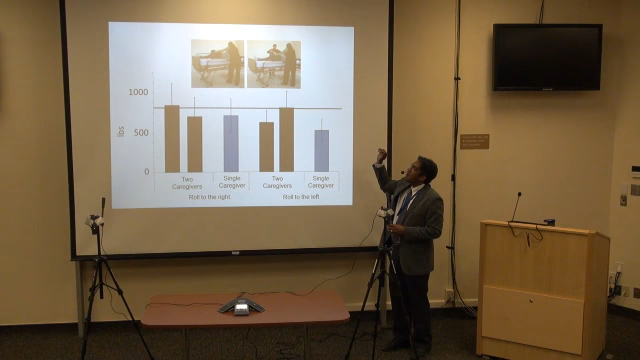 1000
lbs
500
0
Two Caregivers
Single Caregiver
Two Caregivers
Single Caregiver
Roll to the right
Roll to the left